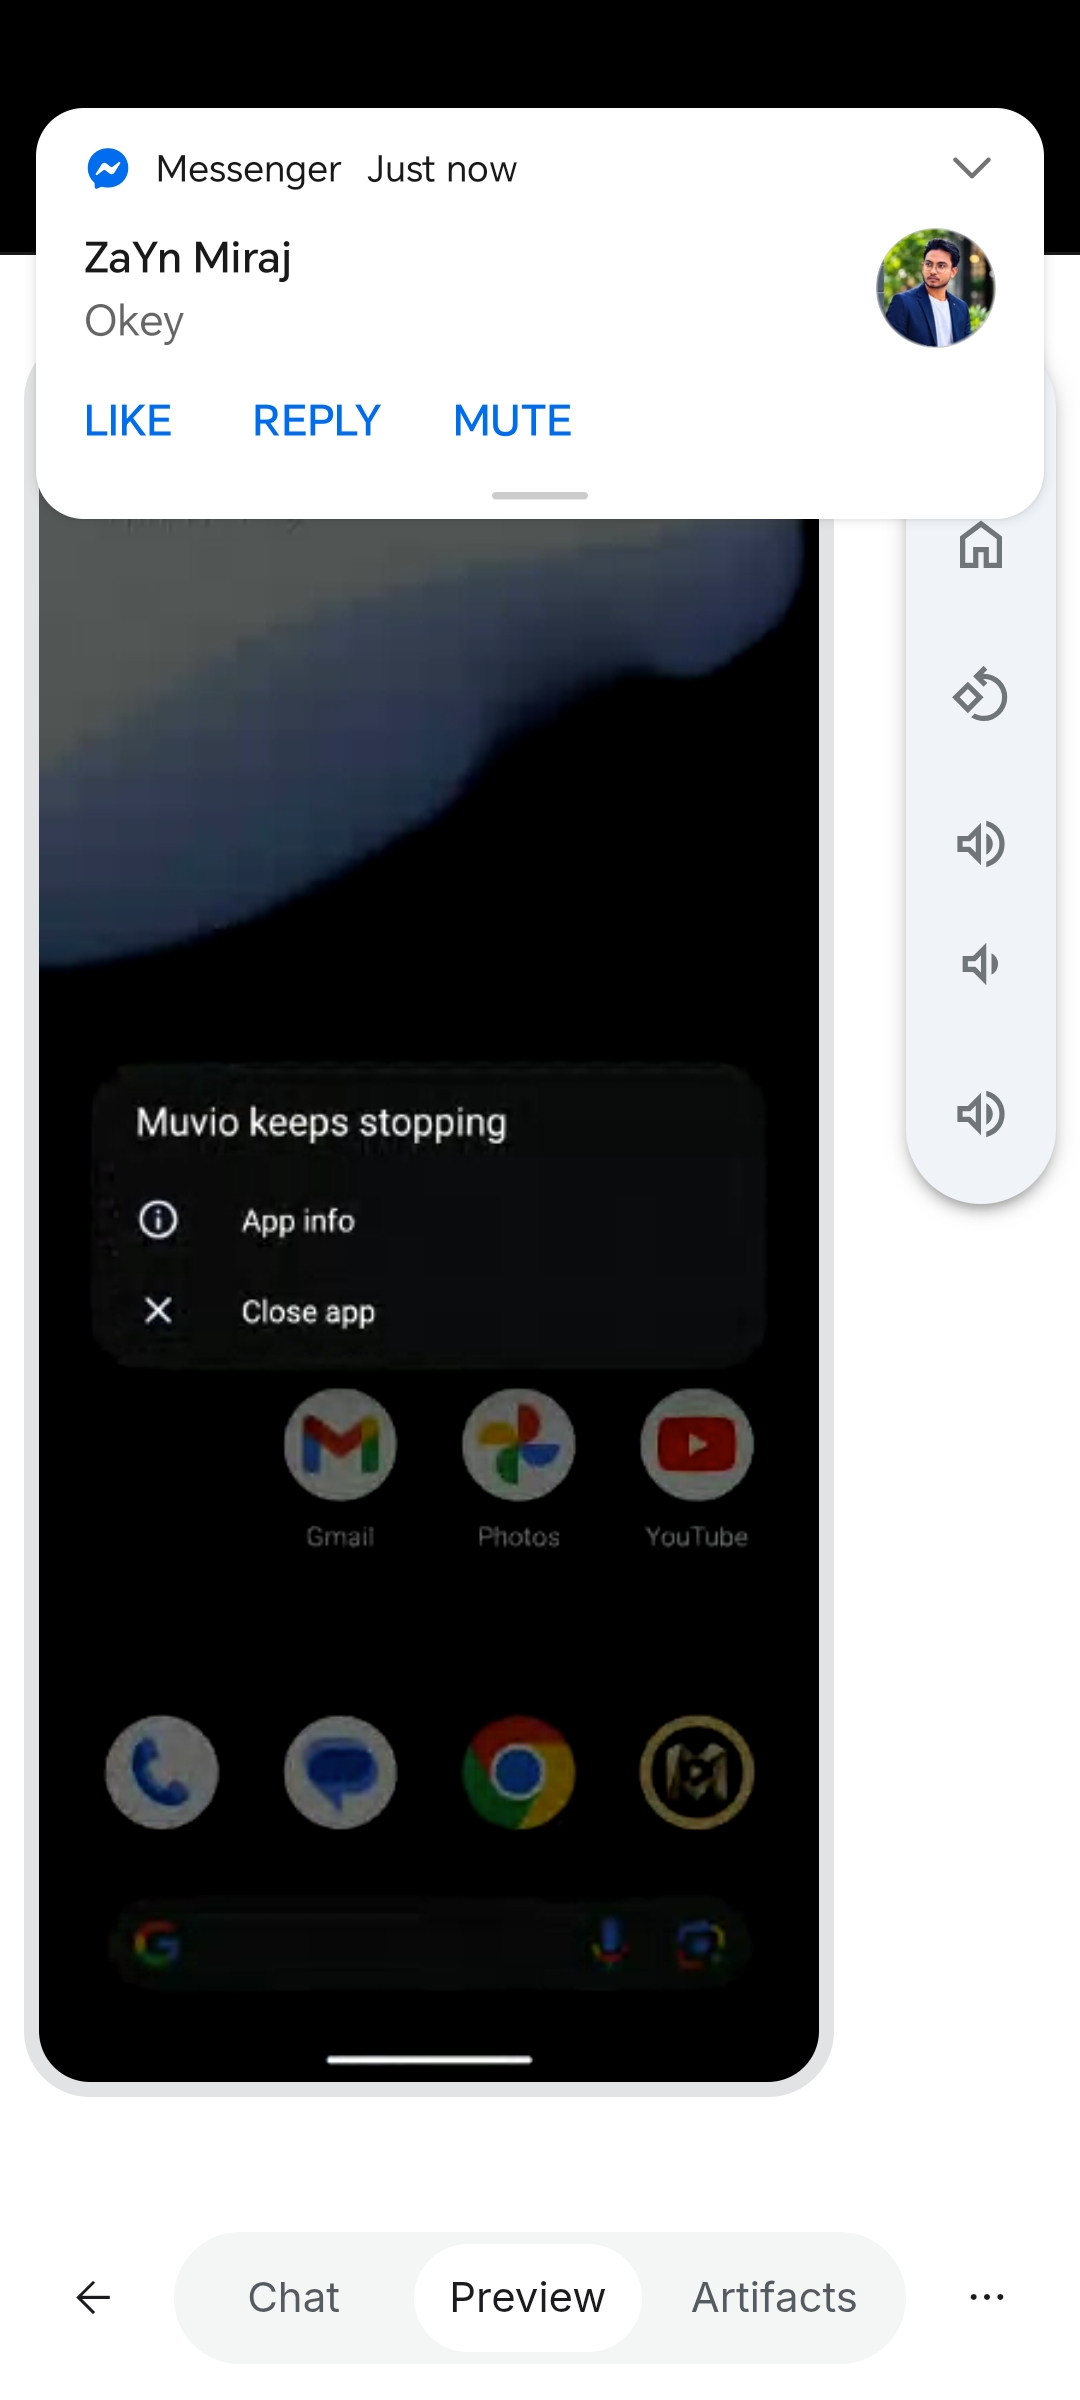 Messenger Just now
ZaYn Miraj
Okey
LIKE REPLY MUTE
Muvio keeps stopping
App info
Close app
Gmail Photos YouTube
Chat Preview Artifacts